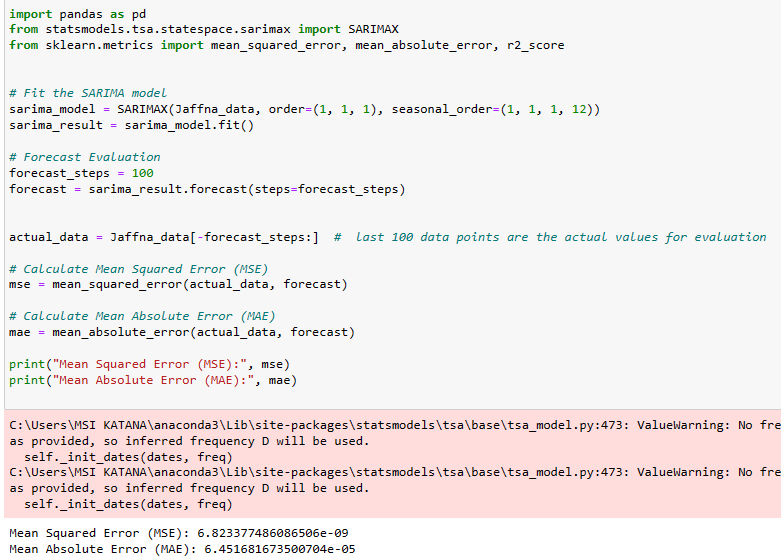 import pandas as pd
from statsmodels.tsa.statespace.sarimax import SARIMAX
from sklearn.metrics import mean_squared_error, mean_absolute_error, r2_score
# Fit the SARIMA model
sarima_model = SARIMAX(Jaffna_data, order=(1, 1, 1), seasonal_order=(1, 1, 1, 12))
sarima_result = sarima_model.fit()
# Forecast Evaluation
forecast_steps = 100
forecast = sarima_result.forecast(steps=forecast_steps)
actual_data = Jaffna_data[-forecast_steps:]  #  last 100 data points are the actual values for evaluation
# Calculate Mean Squared Error (MSE)
mse = mean_squared_error(actual_data, forecast)
# Calculate Mean Absolute Error (MAE)
mae = mean_absolute_error(actual_data, forecast)
print("Mean Squared Error (MSE):", mse)
print("Mean Absolute Error (MAE):", mae)
C:\Users\MSI KATANA\anaconda3\Lib\site-packages\statsmodels\tsa\base\tsa_model.py:473: ValueWarning: No fre
as provided, so inferred frequency D will be used.
  self._init_dates(dates, freq)
C:\Users\MSI KATANA\anaconda3\Lib\site-packages\statsmodels\tsa\base\tsa_model.py:473: ValueWarning: No fre
as provided, so inferred frequency D will be used.
  self._init_dates(dates, freq)
Mean Squared Error (MSE): 6.823377486086506e-09
Mean Absolute Error (MAE): 6.451681673500704e-05